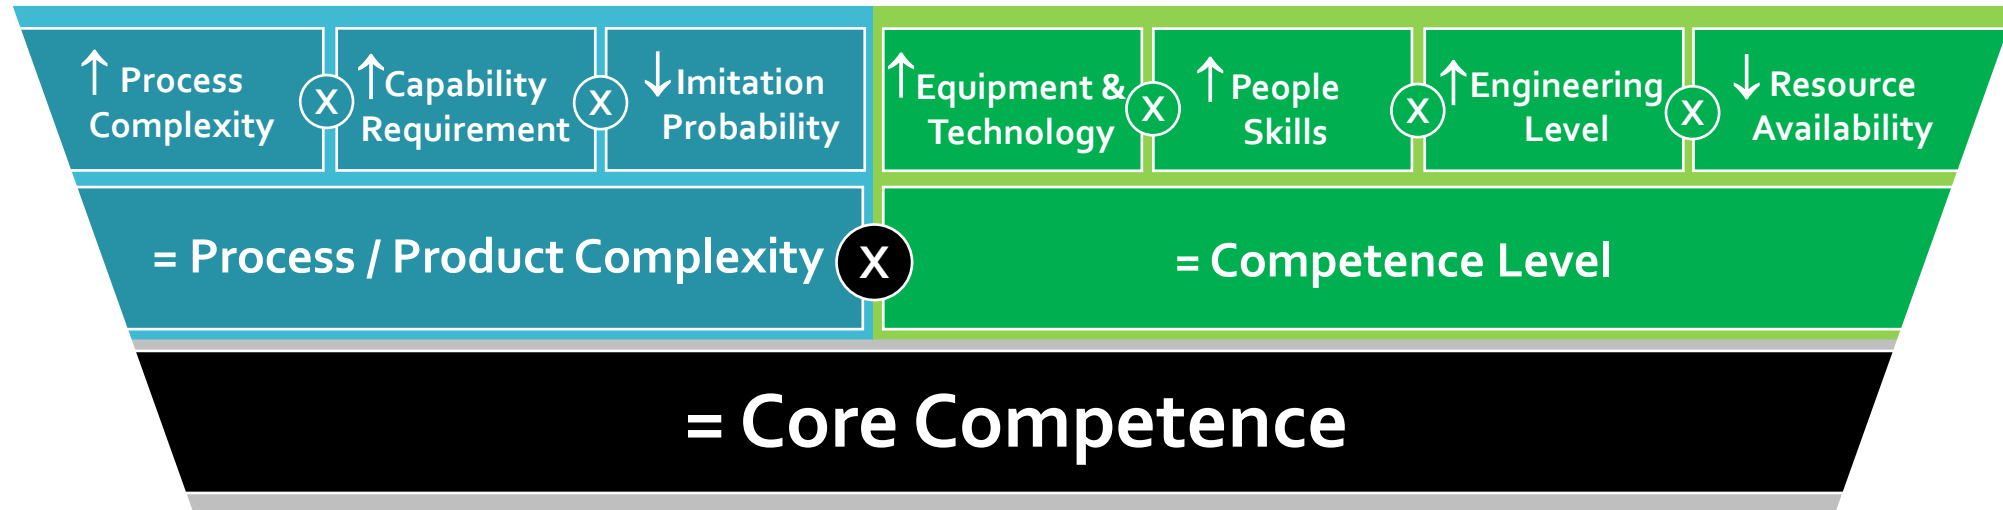 ↑ Process
Complexity
X
↑ Capability
Requirement
X
↓ Imitation
Probability
↑ Equipment &
Technology
X
↑ People
Skills
X
↑ Engineering
Level
X
↓ Resource
Availability
= Process / Product Complexity
X
= Competence Level
= Core Competence